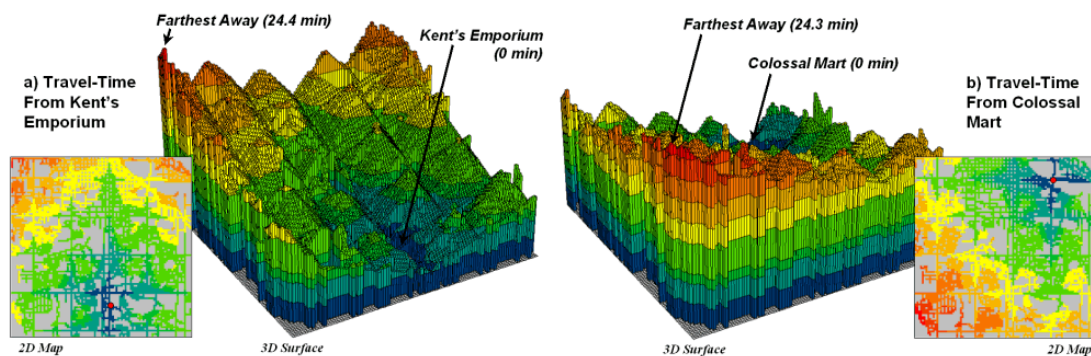 Farthest Away (24.4 min)
Kent's Emporium
(0 min)
a) Travel-Time
From Kent's
Emporium
2D Map
3D Surface
Farthest Away (24.3 min)
Colossal Mart (0 min)
b) Travel-Time
From Colossal
Mart
3D Surface
2D Map